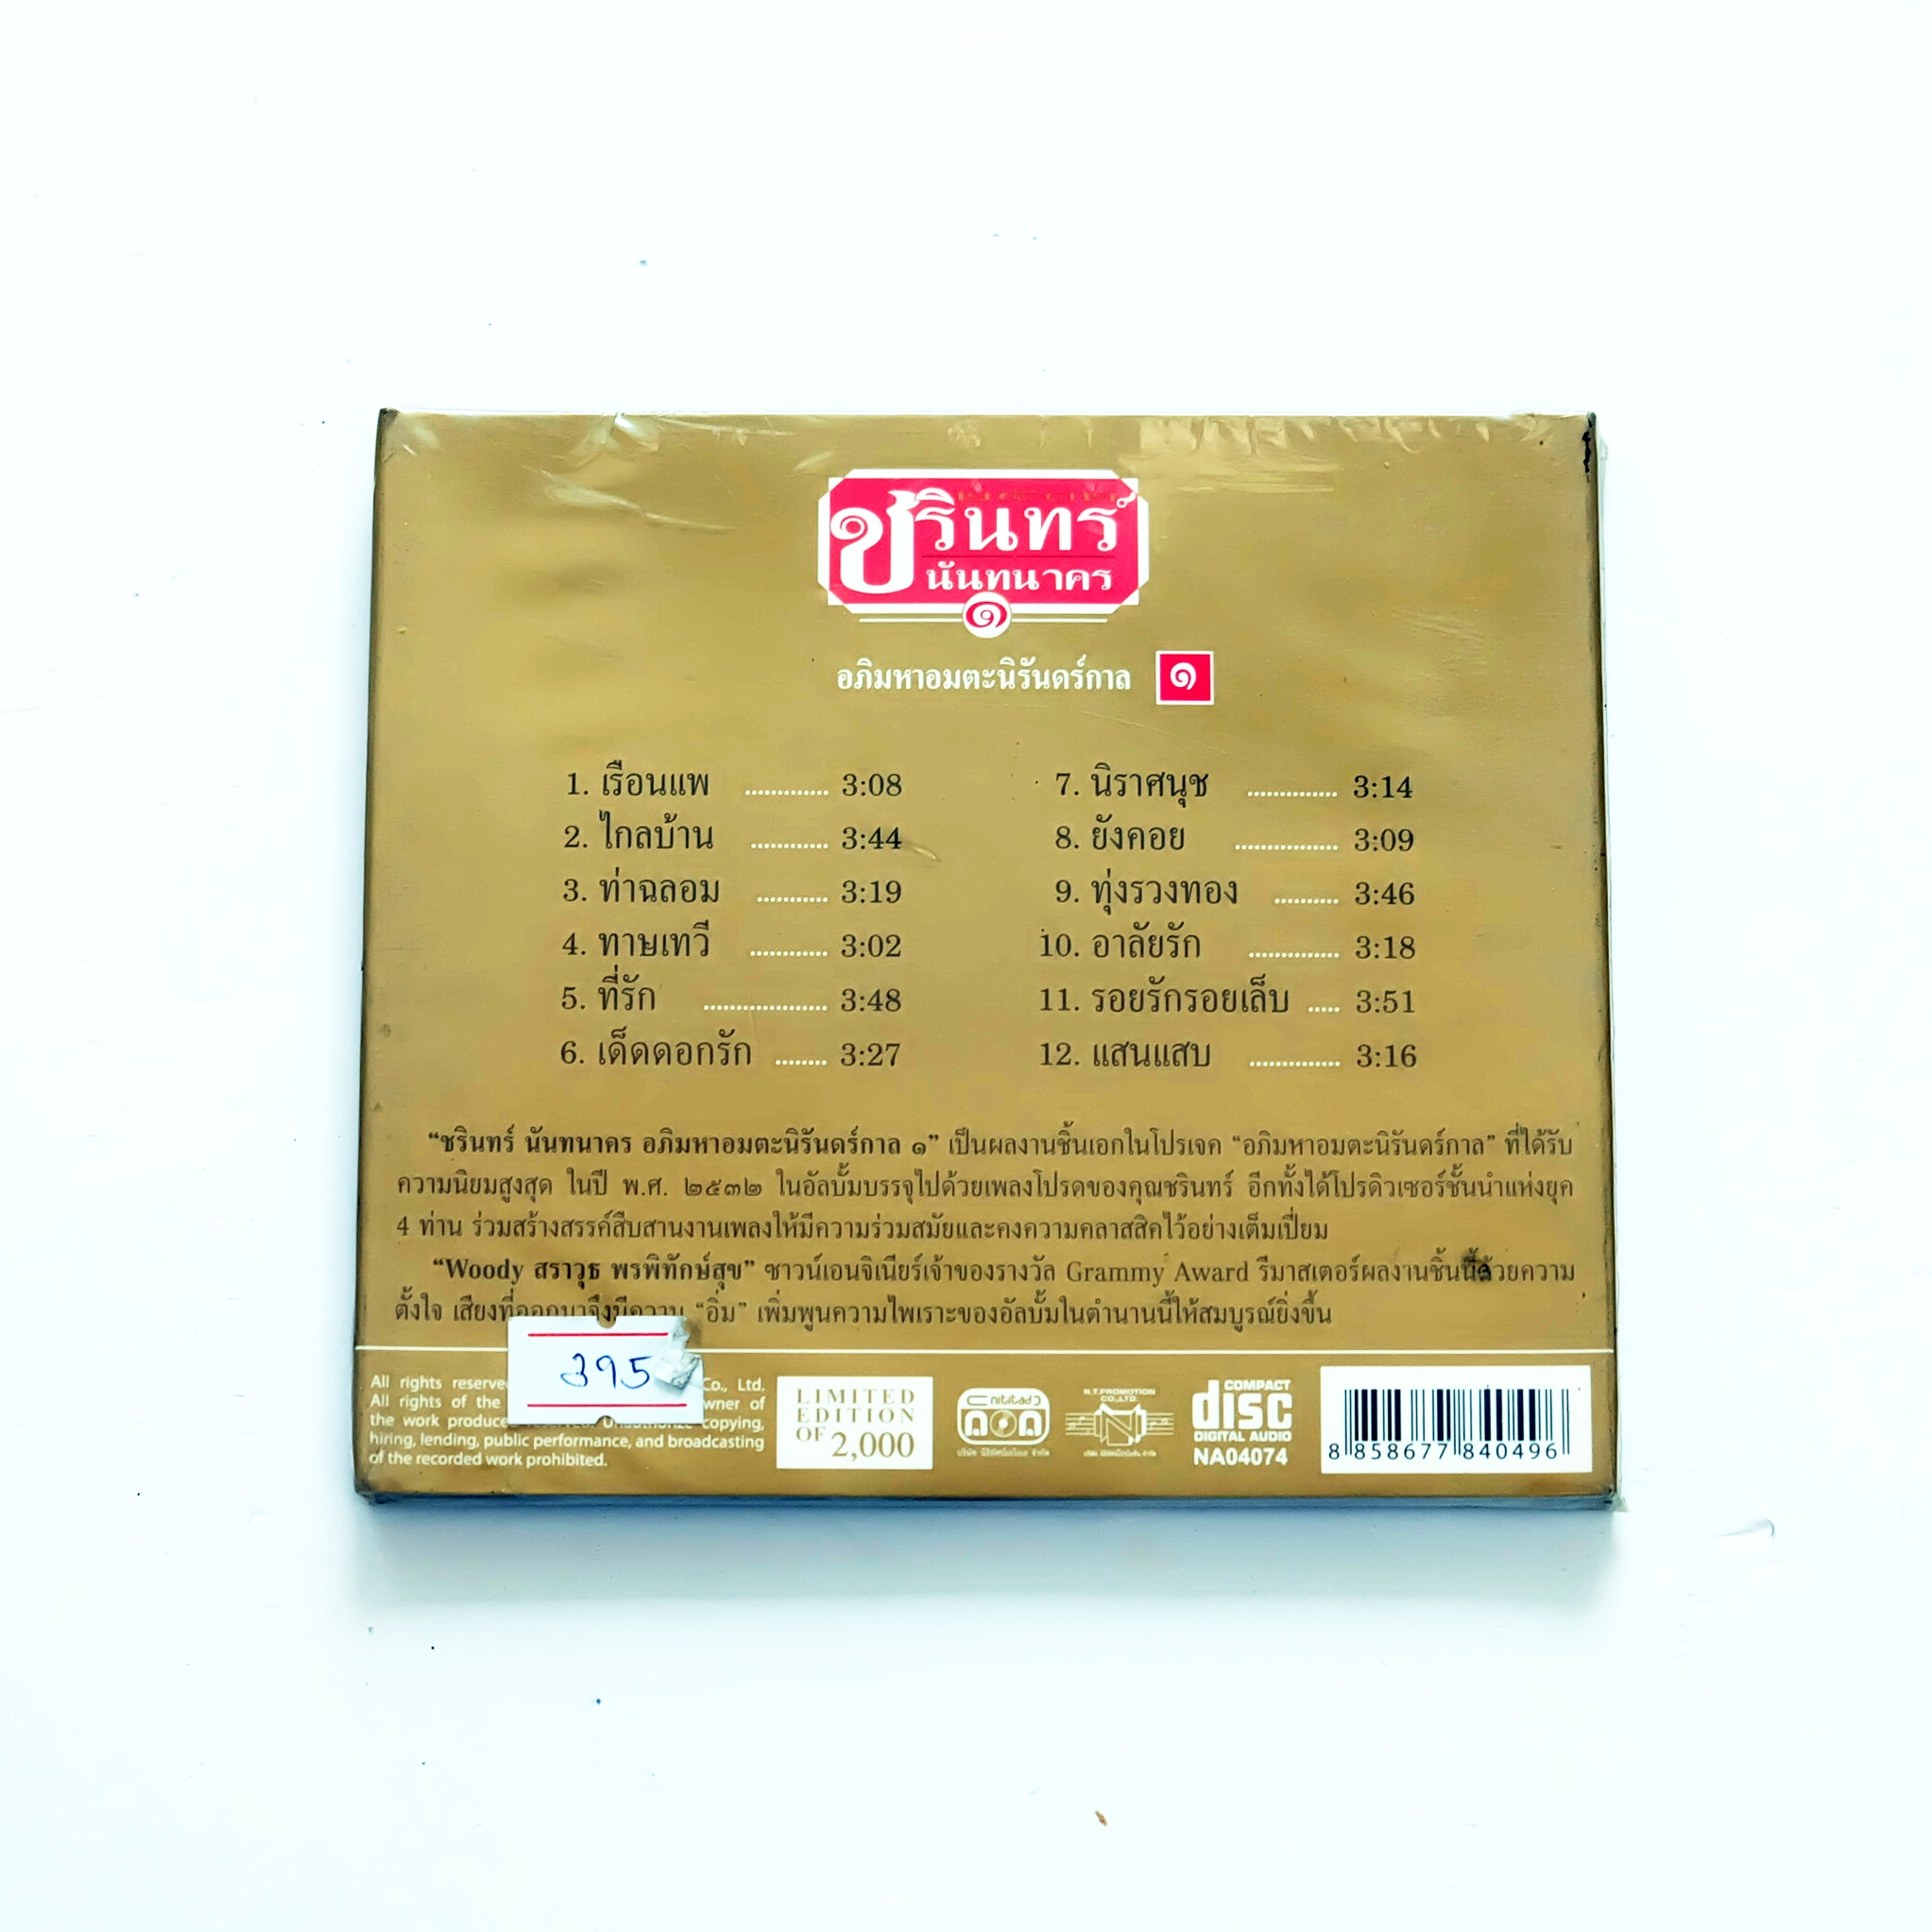 ชรินทร์
นันทนาคร
๑
อภิมหาอมตะนิรันดร์กาล ๑
1. เรือนแพ ............ 3:08
2. ไกลบ้าน ........... 3:44
3. ท่าฉลอม .......... 3:19
4. ทาษเทวี ........... 3:02
5. ที่รัก .................. 3:48
6. เด็ดดอกรัก ........ 3:27
7. นิราศนุช ............. 3:14
8. ยังคอย ............... 3:09
9. ทุ่งรวงทอง ......... 3:46
10. อาลัยรัก ............. 3:18
11. รอยรักรอยเล็บ ..... 3:51
12. แสนแสบ ............. 3:16
“ชรินทร์ นันทนาคร อภิมหาอมตะนิรันดร์กาล ๑” เป็นผลงานชิ้นเอกในโปรเจค “อภิมหาอมตะนิรันดร์กาล” ที่ได้รับ
ความนิยมสูงสุด ในปี พ.ศ. ๒๕๓๒ ในอัลบั้มบรรจุไปด้วยเพลงโปรดของคุณชรินทร์ อีกทั้งได้โปรดิวเซอร์ชั้นนำแห่งยุค
4 ท่าน ร่วมสร้างสรรค์สืบสานงานเพลงให้มีความร่วมสมัยและคงความคลาสสิคไว้อย่างเต็มเปี่ยม
“Woody สราวุธ พรพิทักษ์สุข” ซาวน์เอนจิเนียร์เจ้าของรางวัล Grammy Award รีมาสเตอร์ผลงานชิ้นนี้ด้วยความ
ตั้งใจ เสียงที่ออกมาจึงมีความ “อิ่ม” เพิ่มพูนความไพเราะของอัลบั้มในตำนานนี้ให้สมบูรณ์ยิ่งขึ้น
395
All rights reserve Co., Ltd.
All rights of the wner of
the work produce copying,
hiring, lending, public performance, and broadcasting
of the recorded work prohibited.
LIMITED
EDITION
OF 2,000
nititad
N.T.PROMOTION
CO.,LTD.
COMPACT
disc
DIGITAL AUDIO
NA04074
8 858677 840496